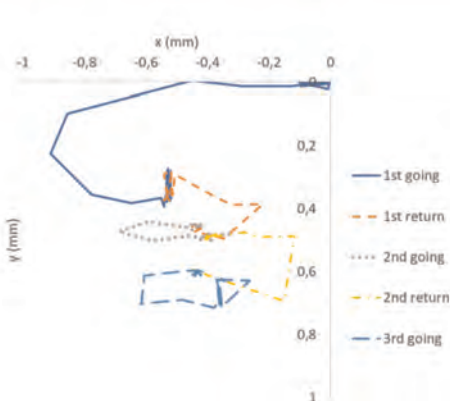 x (mm)
-1 -0,8 -0,6 -0,4 -0,2 0
0
0,2
0,4
0,6
0,8
1
y (mm)
1st going
1st return
2nd going
2nd return
3rd going